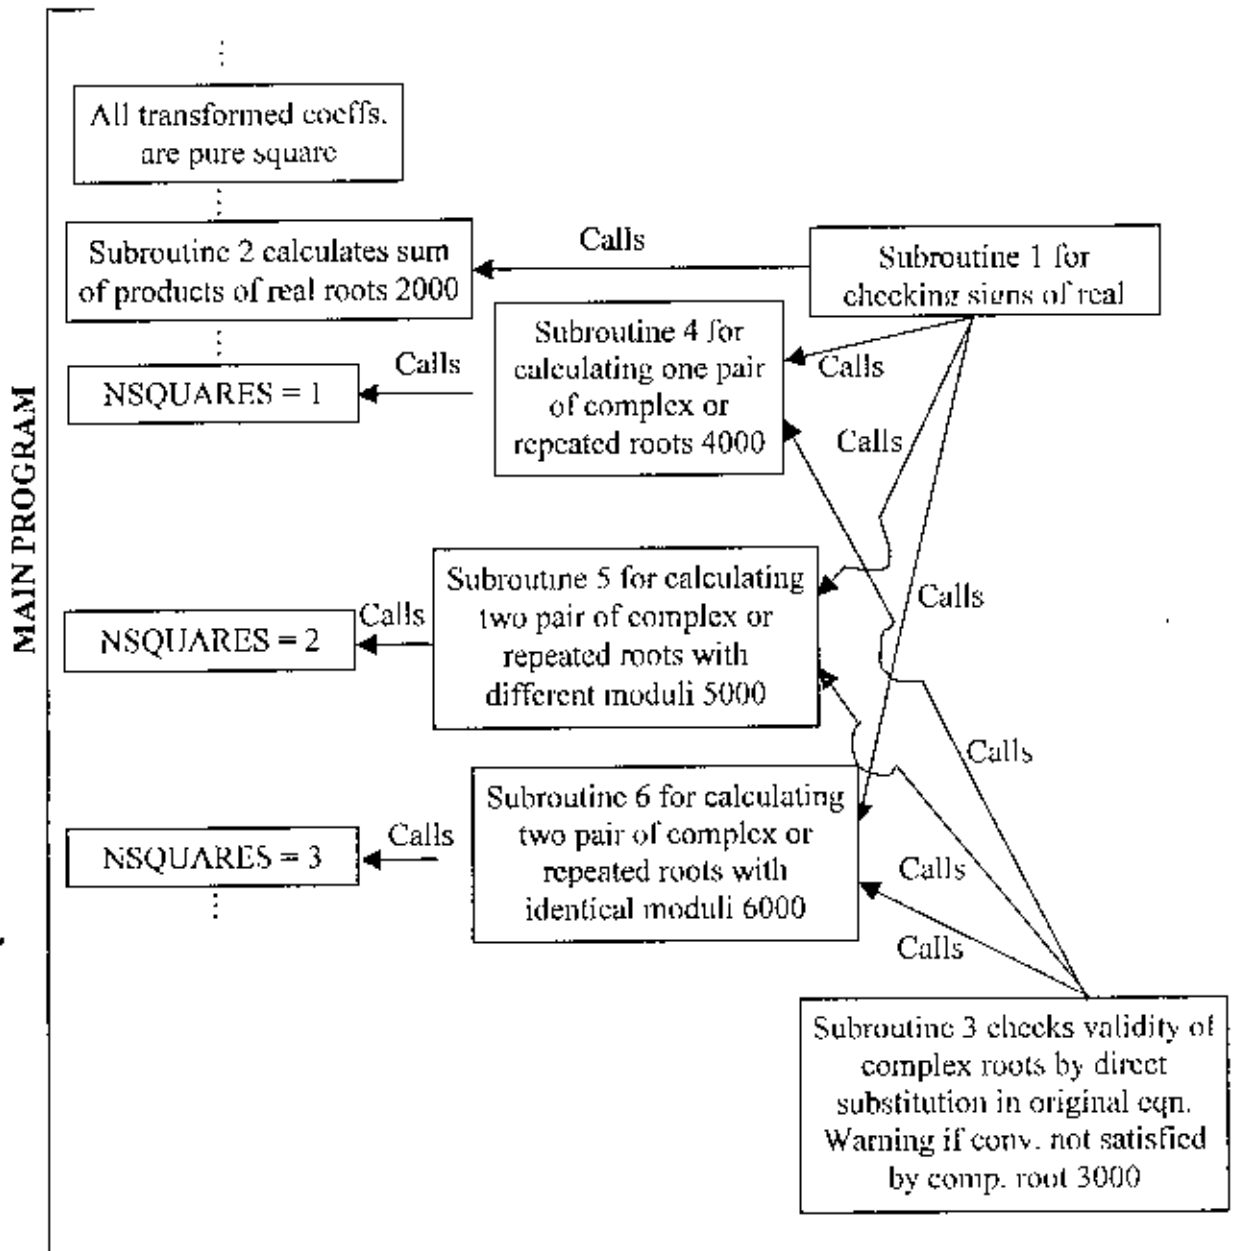 All transformed coeffs.
are pure square
Subroutine 2 calculates sum
of products of real roots 2000
Calls
Subroutine 1 for
checking signs of real
Subroutine 4 for
calculating one pair
of complex or
repeated roots 4000
Calls
NSQUARES = 1
Calls
Calls
MAIN PROGRAM
Subroutine 5 for calculating
two pair of complex or
repeated roots with
different moduli 5000
Calls
NSQUARES = 2
Calls
Calls
Subroutine 6 for calculating
two pair of complex or
repeated roots with
identical moduli 6000
Calls
NSQUARES = 3
Calls
Calls
Subroutine 3 checks validity of
complex roots by direct
substitution in original eqn.
Warning if conv. not satisfied
by comp. root 3000